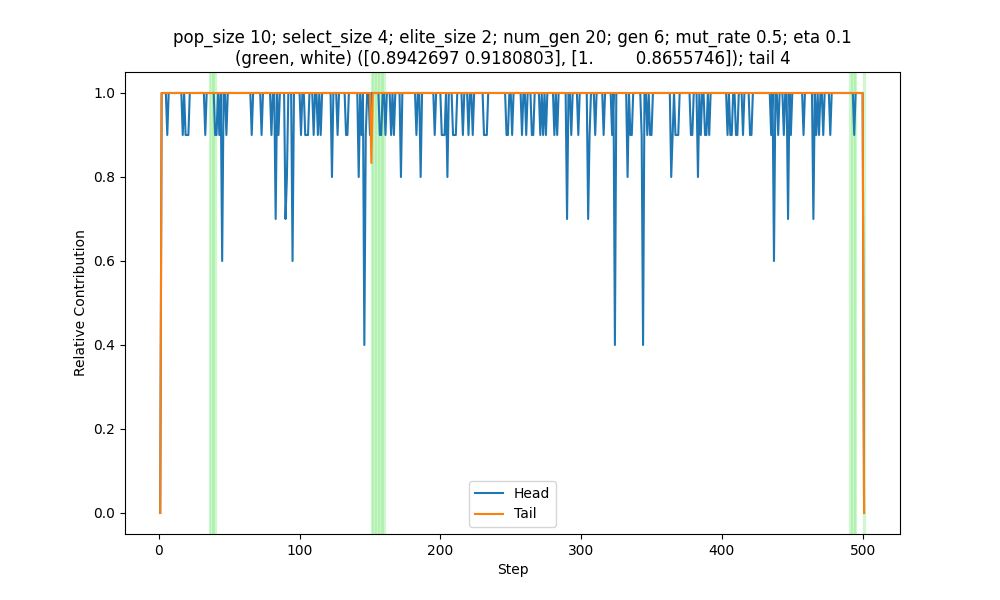 pop_size 10; select_size 4; elite_size 2; num_gen 20; gen 6; mut_rate 0.5; eta 0.1
(green, white) ([0.8942697 0.9180803], [1.         0.8655746]); tail 4
1.0
0.8
0.6
0.4
0.2
0.0
Relative Contribution
Head
Tail
0
100
200
300
400
500
Step